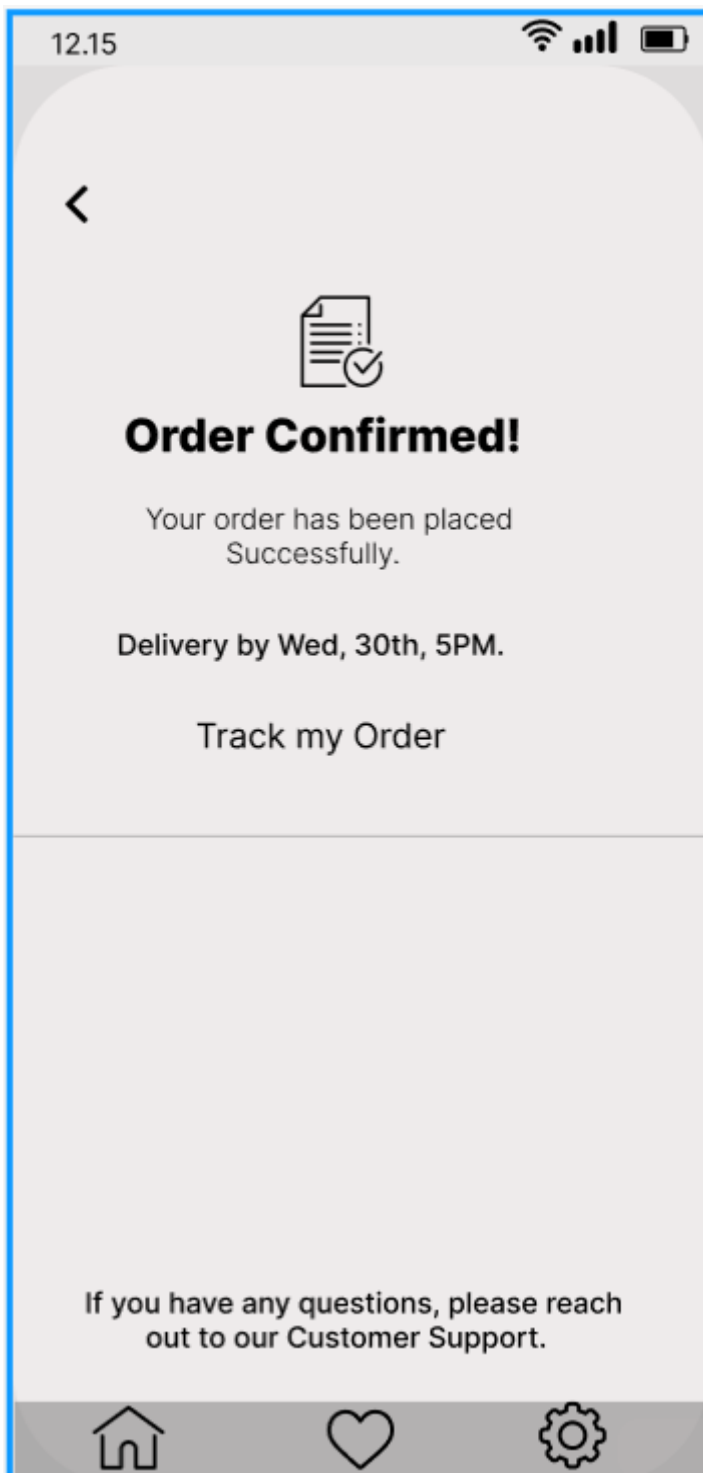 12.15
Order Confirmed!
Your order has been placed
Successfully.
Delivery by Wed, 30th, 5PM.
Track my Order
If you have any questions, please reach
out to our Customer Support.